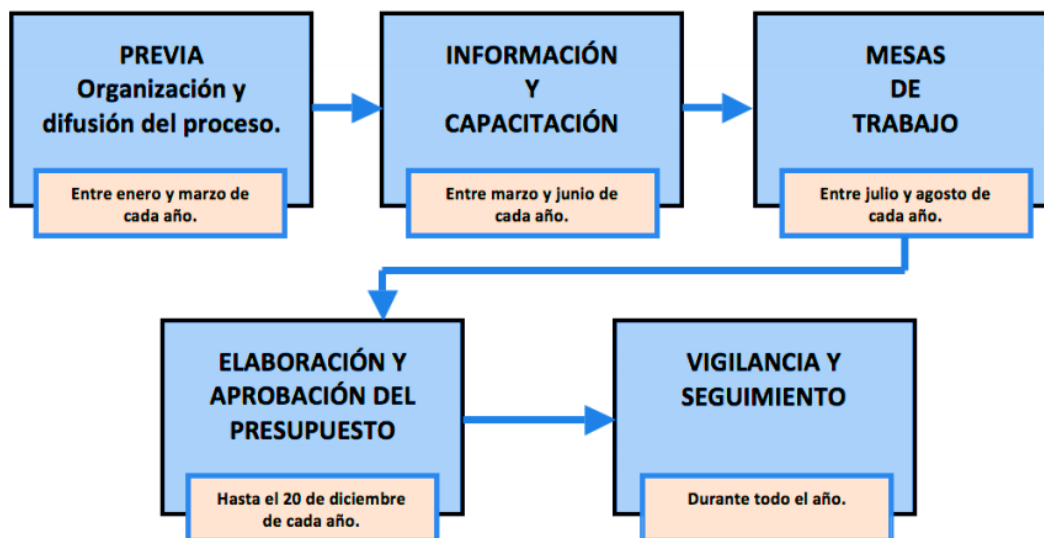 PREVIA
Organización y
difusión del proceso.
Entre enero y marzo de
cada año.
INFORMACIÓN
Y
CAPACITACIÓN
Entre marzo y junio de
cada año.
MESAS
DE
TRABAJO
Entre julio y agosto de
cada año.
ELABORACIÓN Y
APROBACIÓN DEL
PRESUPUESTO
Hasta el 20 de diciembre
de cada año.
VIGILANCIA Y
SEGUIMIENTO
Durante todo el año.